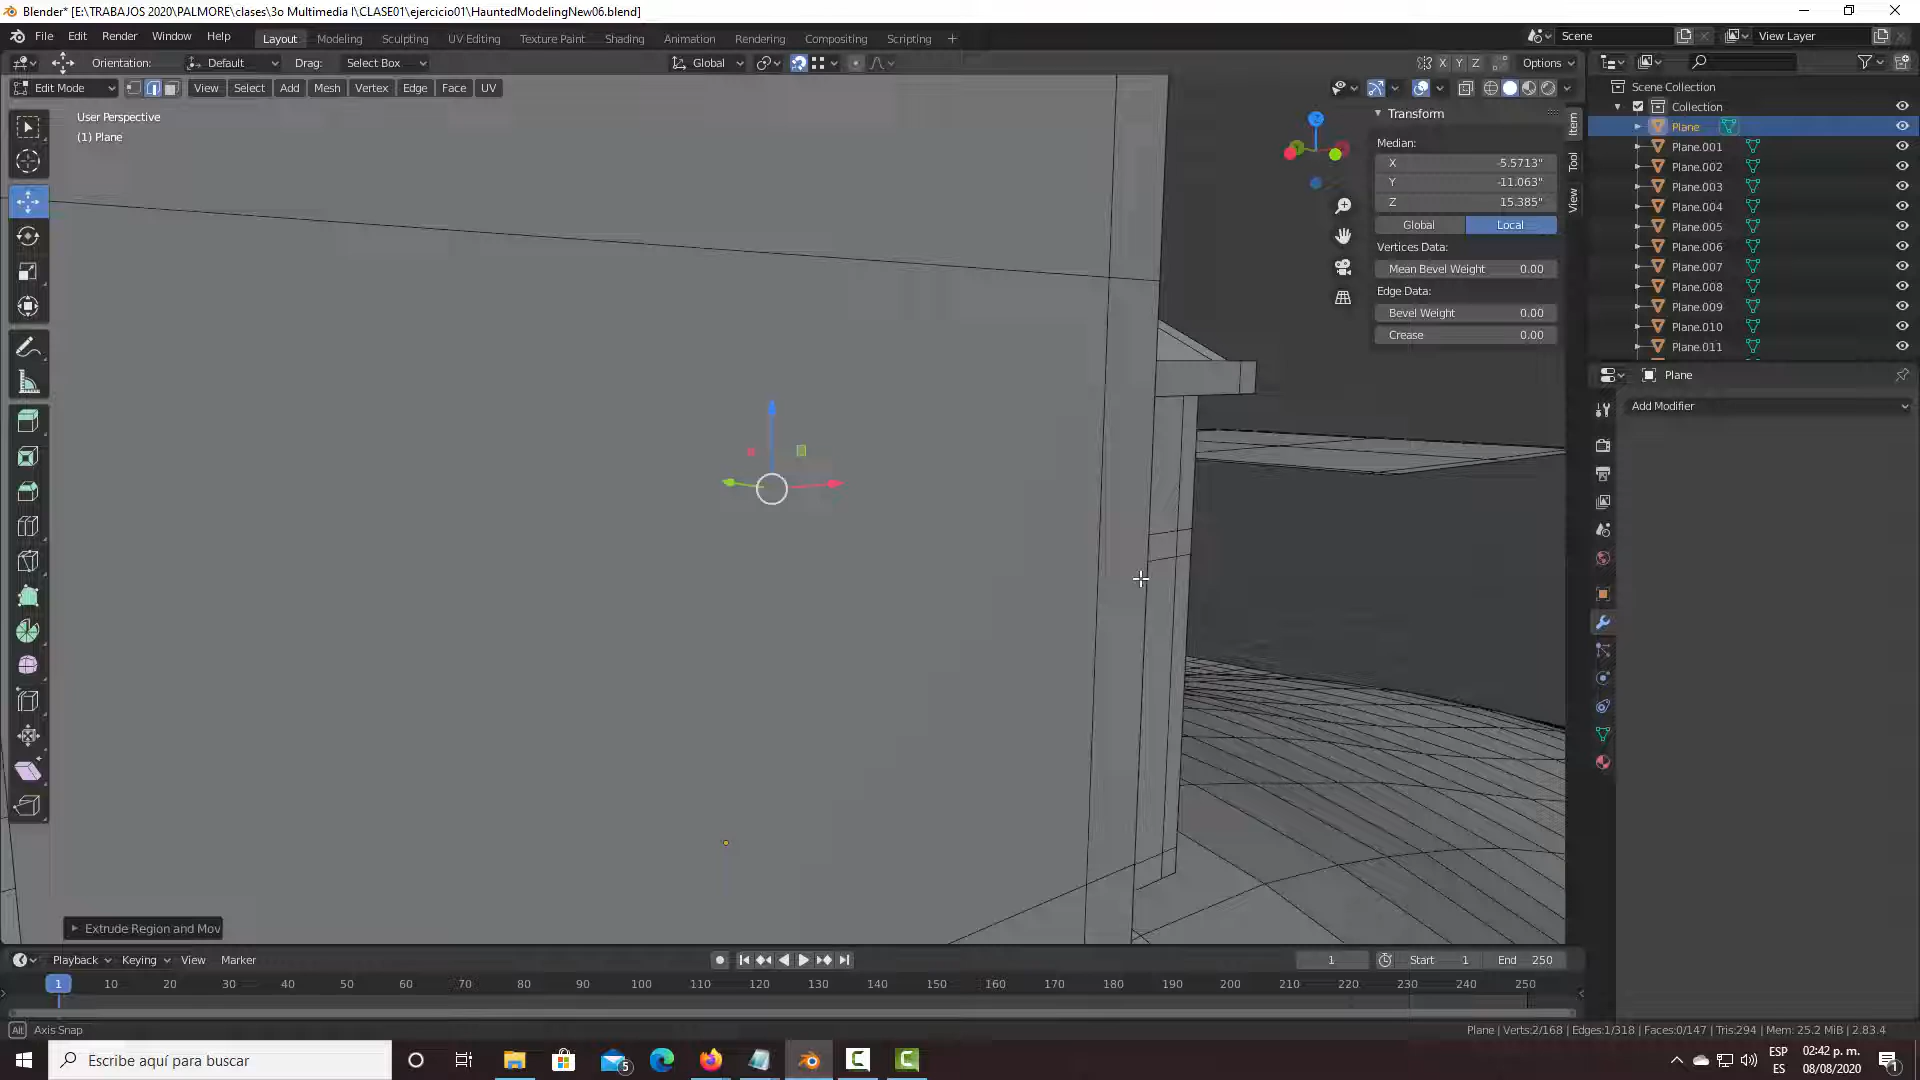 Blender* [E:\TRABAJOS 2020\PALMORE\clases\3o Multimedia I\CLASE01\ejercicio01\HauntedModelingNew06.blend]
File Edit Render Window Help Layout Modeling Sculpting UV Editing Texture Paint Shading Animation Rendering Compositing Scripting + Scene View Layer
Orientation: Default Drag: Select Box Global X Y Z Options
Edit Mode View Select Add Mesh Vertex Edge Face UV
User Perspective
(1) Plane
Transform
Median:
X -5.5713"
Y -11.063"
Z 15.385"
Global Local
Vertices Data:
Mean Bevel Weight 0.00
Edge Data:
Bevel Weight 0.00
Crease 0.00
Item
Tool
View
Z
Scene Collection
Collection
Plane
Plane.001
Plane.002
Plane.003
Plane.004
Plane.005
Plane.006
Plane.007
Plane.008
Plane.009
Plane.010
Plane.011
Plane
Add Modifier
Extrude Region and Mov
Playback Keying View Marker 1 Start 1 End 250
1 10 20 30 40 50 60 70 80 90 100 110 120 130 140 150 160 170 180 190 200 210 220 230 240 250
Alt Axis Snap
Plane | Verts:2/168 | Edges:1/318 | Faces:0/147 | Tris:294 | Mem: 25.2 MiB | 2.83.4
Escribe aquí para buscar
5
ESP
ES
02:42 p. m.
08/08/2020
1